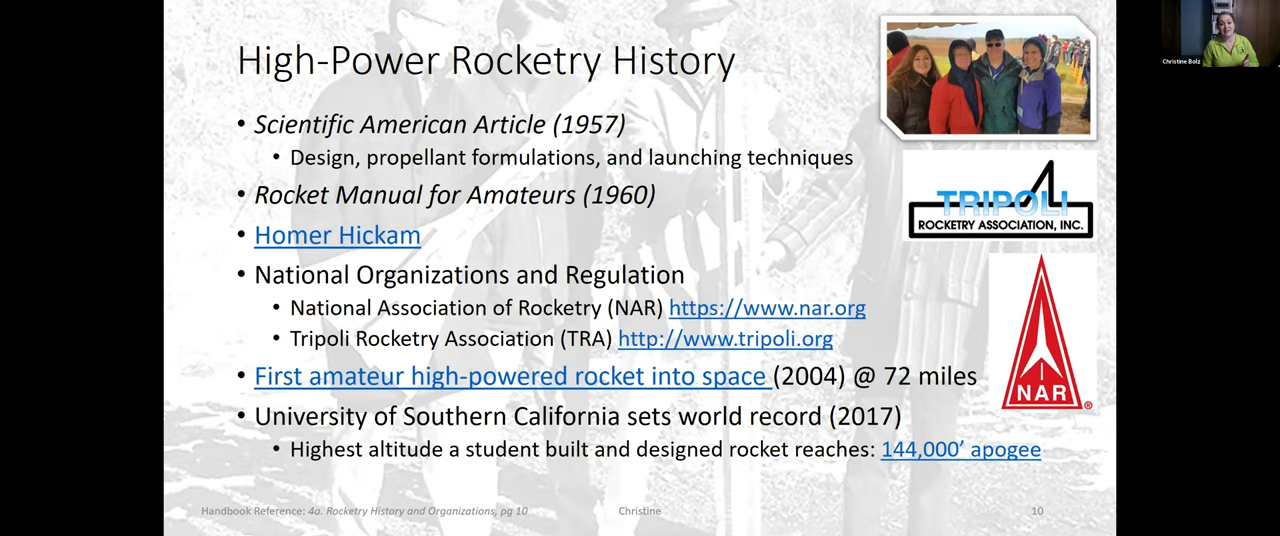 High-Power Rocketry History
• Scientific American Article (1957)
• Design, propellant formulations, and launching techniques
• Rocket Manual for Amateurs (1960)
• Homer Hickam
• National Organizations and Regulation
• National Association of Rocketry (NAR) https://www.nar.org
• Tripoli Rocketry Association (TRA) http://www.tripoli.org
• First amateur high-powered rocket into space (2004) @ 72 miles
• University of Southern California sets world record (2017)
• Highest altitude a student built and designed rocket reaches: 144,000’ apogee
TRIPOLI
ROCKETRY ASSOCIATION, INC.
NAR®
Handbook Reference: 4a. Rocketry History and Organizations, pg 10
Christine
10
Christine Bolz